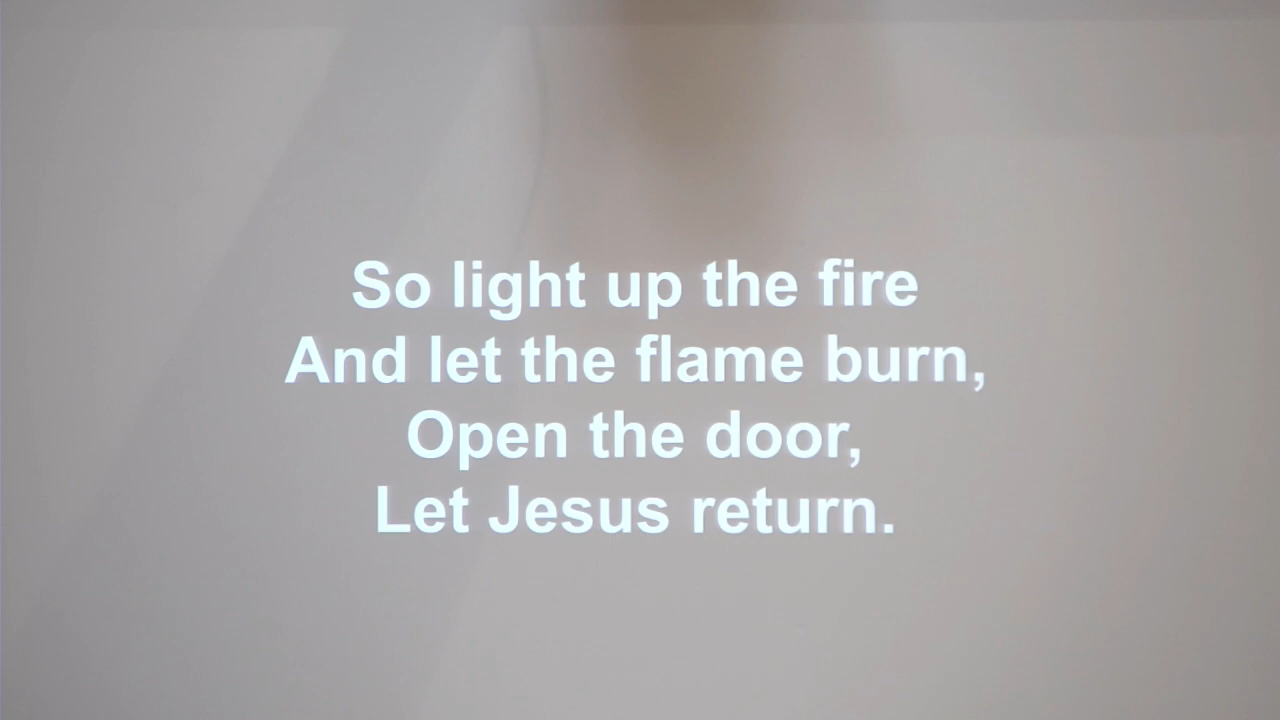 So light up the fire
And let the flame burn,
Open the door,
Let Jesus return.